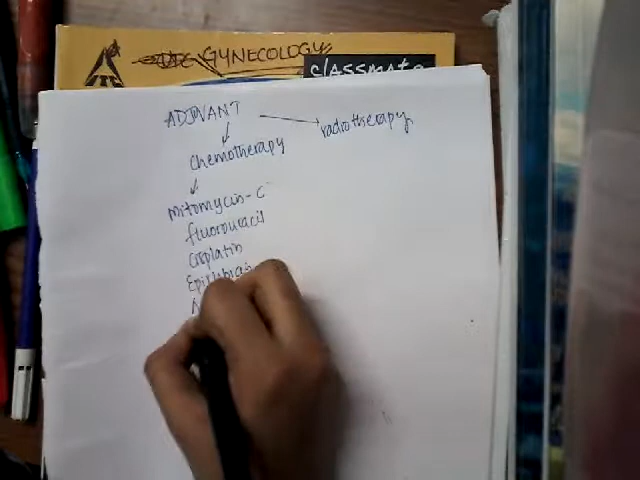 GYNECOLOGY
classmate
ADJUVANT
radiotherapy
chemotherapy
mitomycin-C
fluorouracil
cisplatin